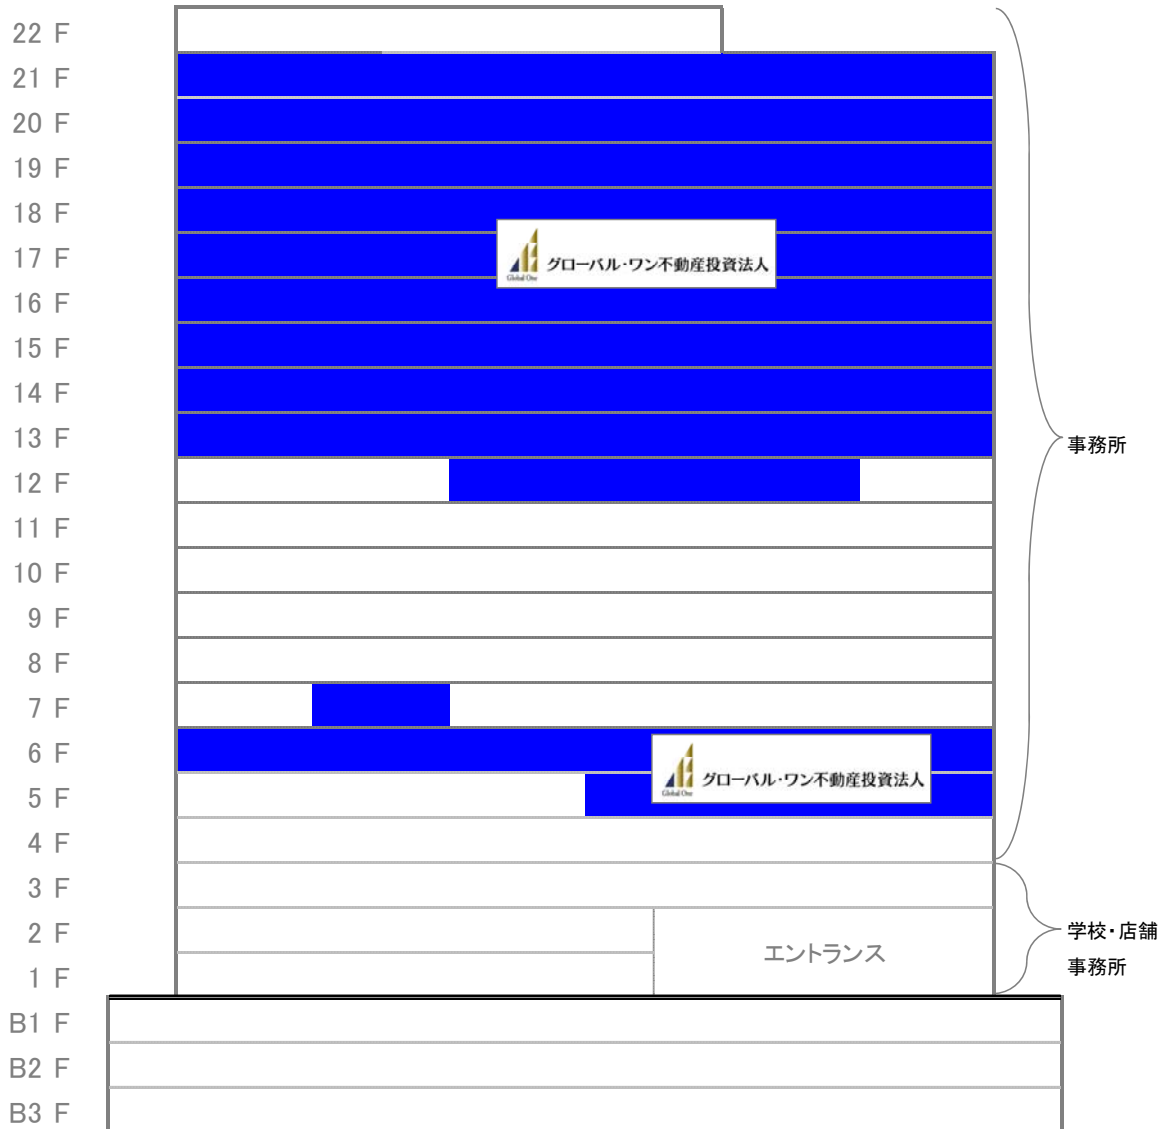 22 F
21 F
20 F
19 F
18 F
17 F
Global One グローバル・ワン不動産投資法人
16 F
15 F
14 F
13 F
事務所
12 F
11 F
10 F
9 F
8 F
7 F
6 F
Global One グローバル・ワン不動産投資法人
5 F
4 F
3 F
2 F
学校・店舗
エントランス
事務所
1 F
B1 F
B2 F
B3 F